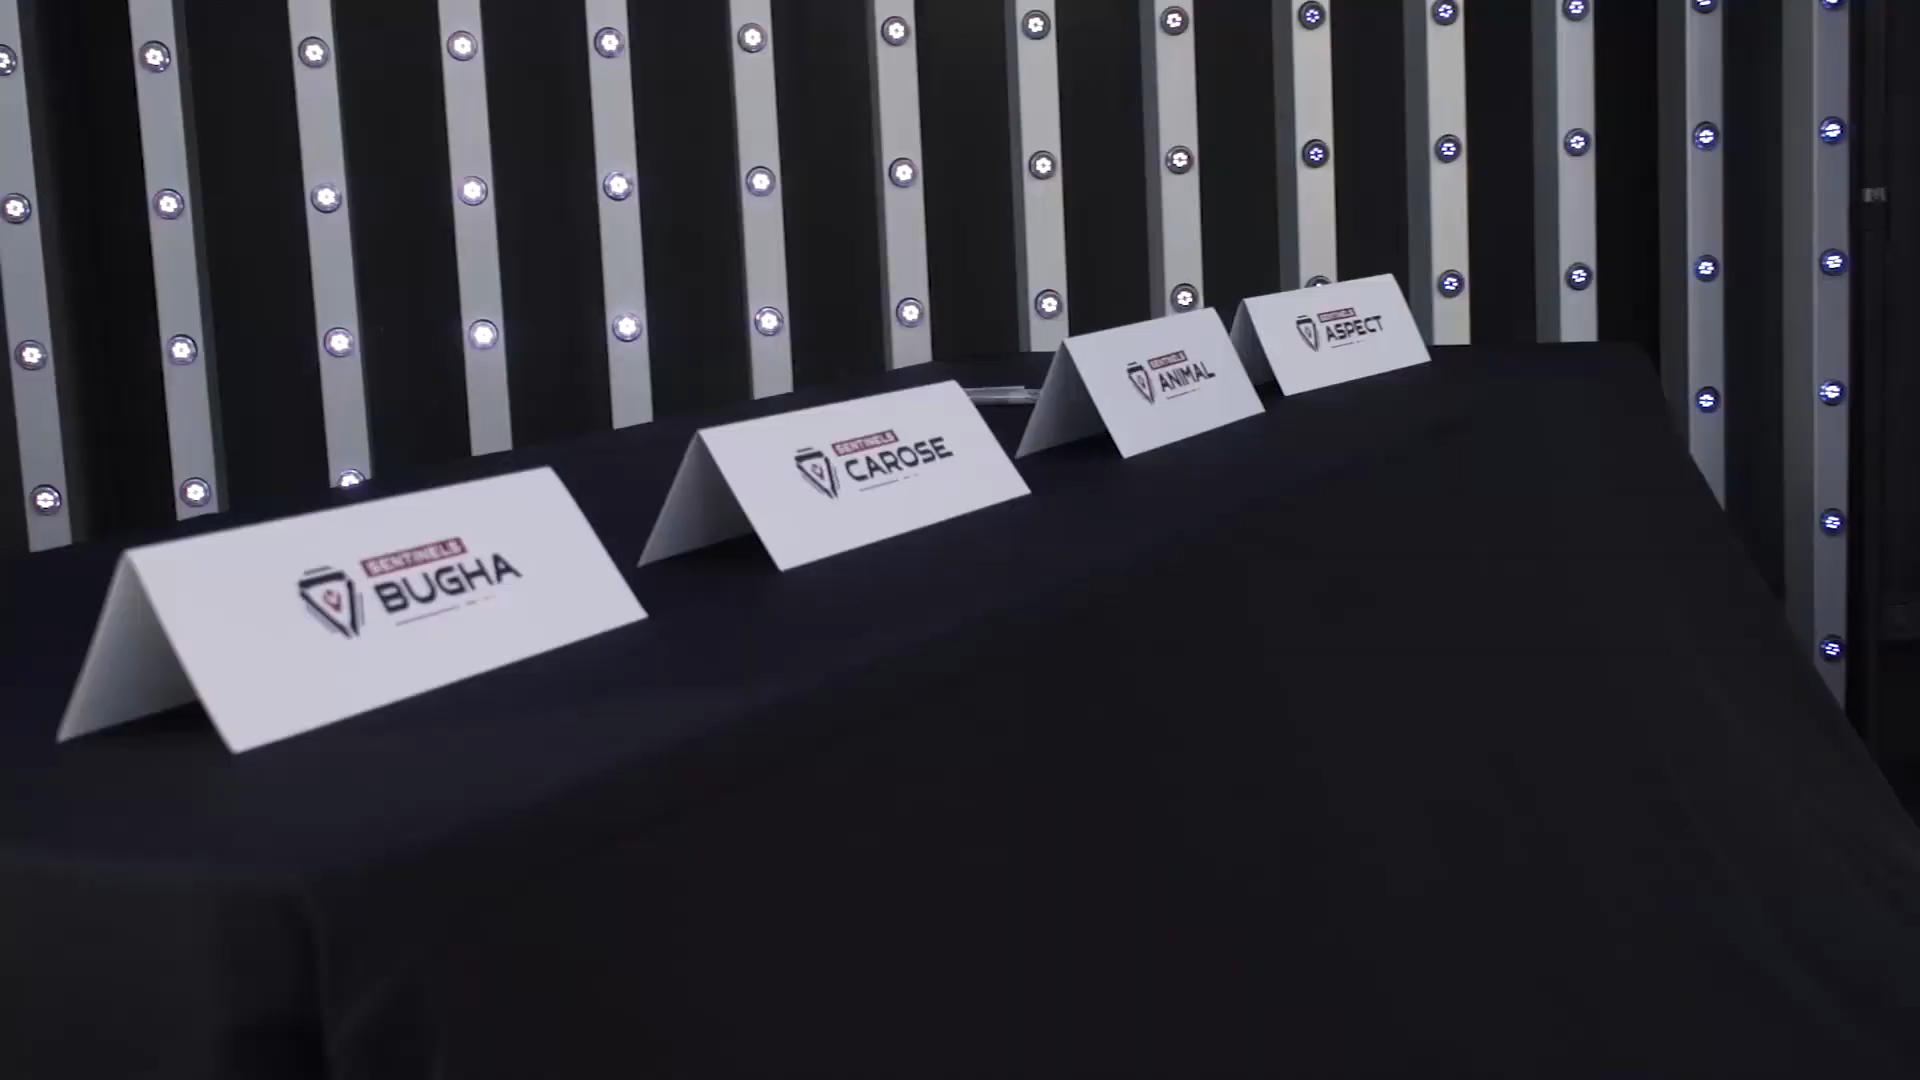 SENTINELS
BUGHA
SENTINELS
CAROSE
SENTINELS
ANIMAL
SENTINELS
ASPECT